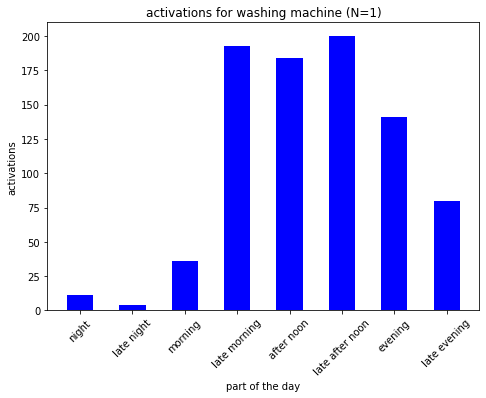 activations for washing machine (N=1)
200
175
150
125
100
75
50
25
0
activations
night
late night
morning
late morning
after noon
late after noon
evening
late evening
part of the day